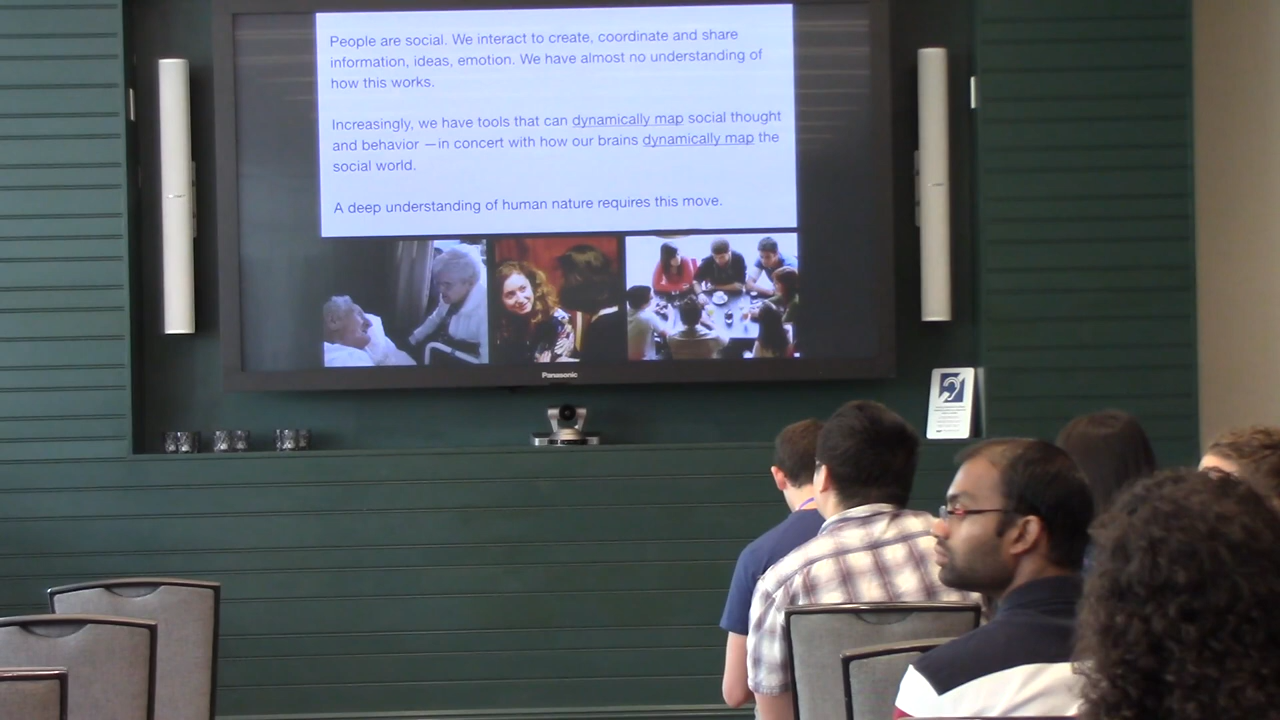 People are social. We interact to create, coordinate and share
information, ideas, emotion. We have almost no understanding of
how this works.
Increasingly, we have tools that can dynamically map social thought
and behavior —in concert with how our brains dynamically map the
social world.
A deep understanding of human nature requires this move.
Panasonic